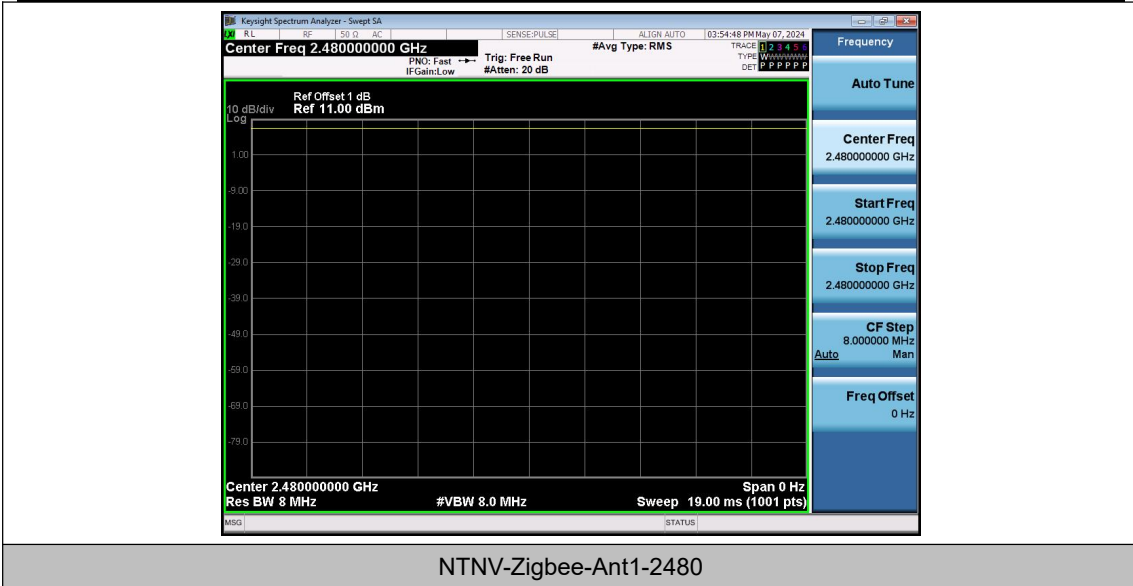 Keysight Spectrum Analyzer - Swept SA
RL RF 50 Ω AC SENSE:PULSE ALIGN AUTO 03:54:48 PM May 07, 2024
Center Freq 2.480000000 GHz
#Avg Type: RMS
TRACE 1 2 3 4 5 6
TYPE W
DET P P P P P P
PNO: Fast
IFGain:Low
Trig: Free Run
#Atten: 20 dB
Ref Offset 1 dB
Ref 11.00 dBm
10 dB/div
Log
1.00
-9.00
-19.0
-29.0
-39.0
-49.0
-59.0
-69.0
-79.0
Center 2.480000000 GHz Span 0 Hz
Res BW 8 MHz #VBW 8.0 MHz Sweep 19.00 ms (1001 pts)
MSG STATUS
Frequency
Auto Tune
Center Freq
2.480000000 GHz
Start Freq
2.480000000 GHz
Stop Freq
2.480000000 GHz
CF Step
8.000000 MHz
Auto Man
Freq Offset
0 Hz
NTNV-Zigbee-Ant1-2480